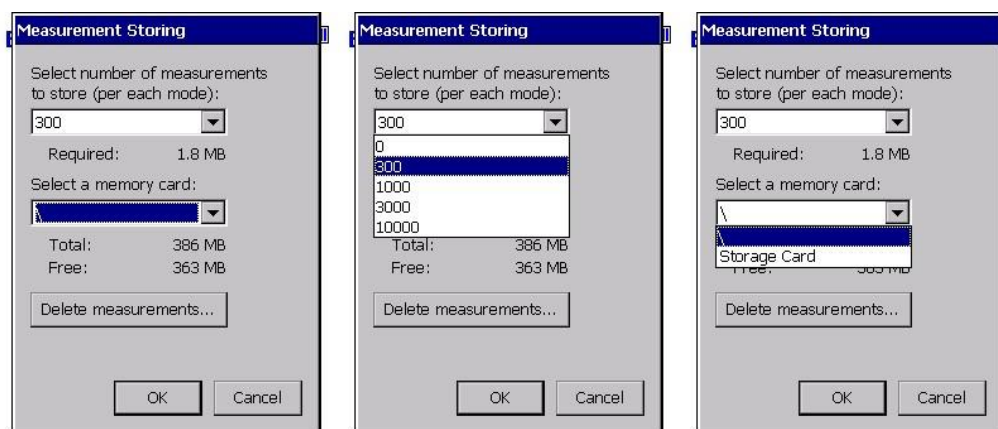 Measurement Storing
Select number of measurements
to store (per each mode):
300
Required: 1.8 MB
Select a memory card:
\
Total: 386 MB
Free: 363 MB
Delete measurements...
OK Cancel
Measurement Storing
Select number of measurements
to store (per each mode):
300
0
300
1000
3000
10000
Total: 386 MB
Free: 363 MB
Delete measurements...
OK Cancel
Measurement Storing
Select number of measurements
to store (per each mode):
300
Required: 1.8 MB
Select a memory card:
\
\
Storage Card
Delete measurements...
OK Cancel